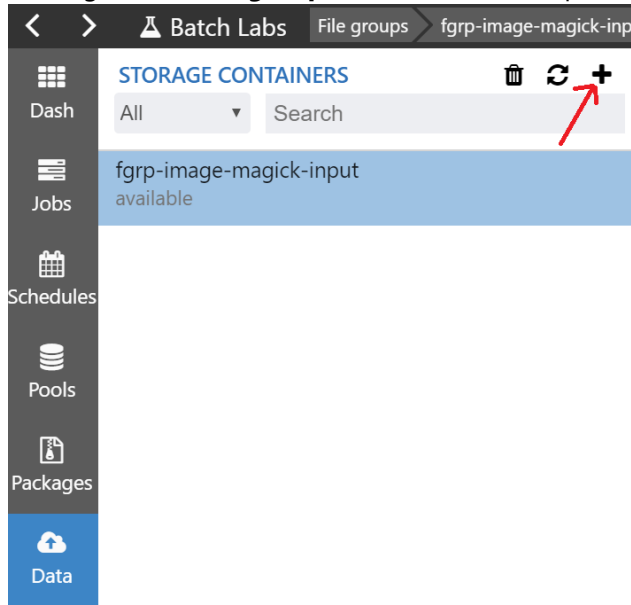 Batch Labs File groups fgrp-image-magick-inp
STORAGE CONTAINERS
All Search
fgrp-image-magick-input
available
Dash
Jobs
Schedules
Pools
Packages
Data